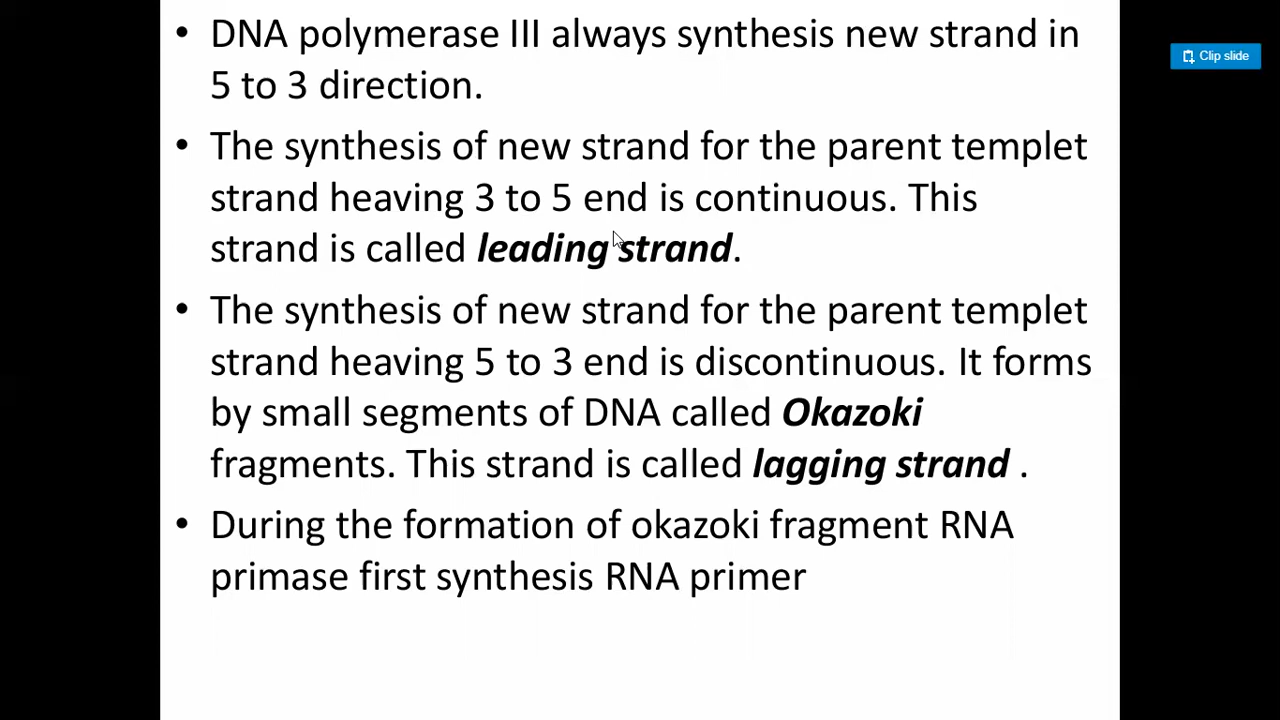 • DNA polymerase III always synthesis new strand in
5 to 3 direction.
Clip slide
• The synthesis of new strand for the parent templet
strand heaving 3 to 5 end is continuous. This
strand is called leading strand.
• The synthesis of new strand for the parent templet
strand heaving 5 to 3 end is discontinuous. It forms
by small segments of DNA called Okazoki
fragments. This strand is called lagging strand .
• During the formation of okazoki fragment RNA
primase first synthesis RNA primer